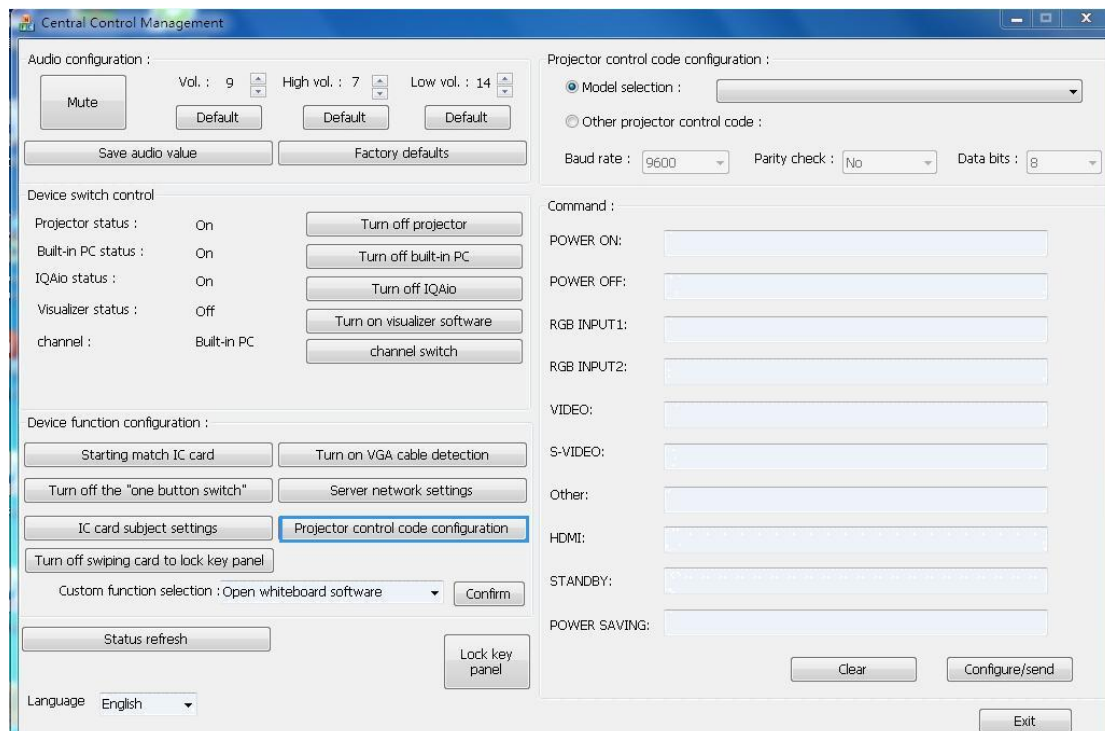 Central Control Management
Audio configuration :
Mute
Vol. : 9 High vol. : 7 Low vol. : 14
Default Default Default
Save audio value Factory defaults
Device switch control
Projector status : On Turn off projector
Built-in PC status : On Turn off built-in PC
IQAio status : On Turn off IQAio
Visualizer status : Off Turn on visualizer software
channel : Built-in PC channel switch
Device function configuration :
Starting match IC card Turn on VGA cable detection
Turn off the "one button switch" Server network settings
IC card subject settings Projector control code configuration
Turn off swiping card to lock key panel
Custom function selection : Open whiteboard software Confirm
Status refresh
Lock key
panel
Language English
Projector control code configuration :
Model selection :
Other projector control code :
Baud rate : 9600 Parity check : No Data bits : 8
Command :
POWER ON:
POWER OFF:
RGB INPUT1:
RGB INPUT2:
VIDEO:
S-VIDEO:
Other:
HDMI:
STANDBY:
POWER SAVING:
Clear Configure/send
Exit